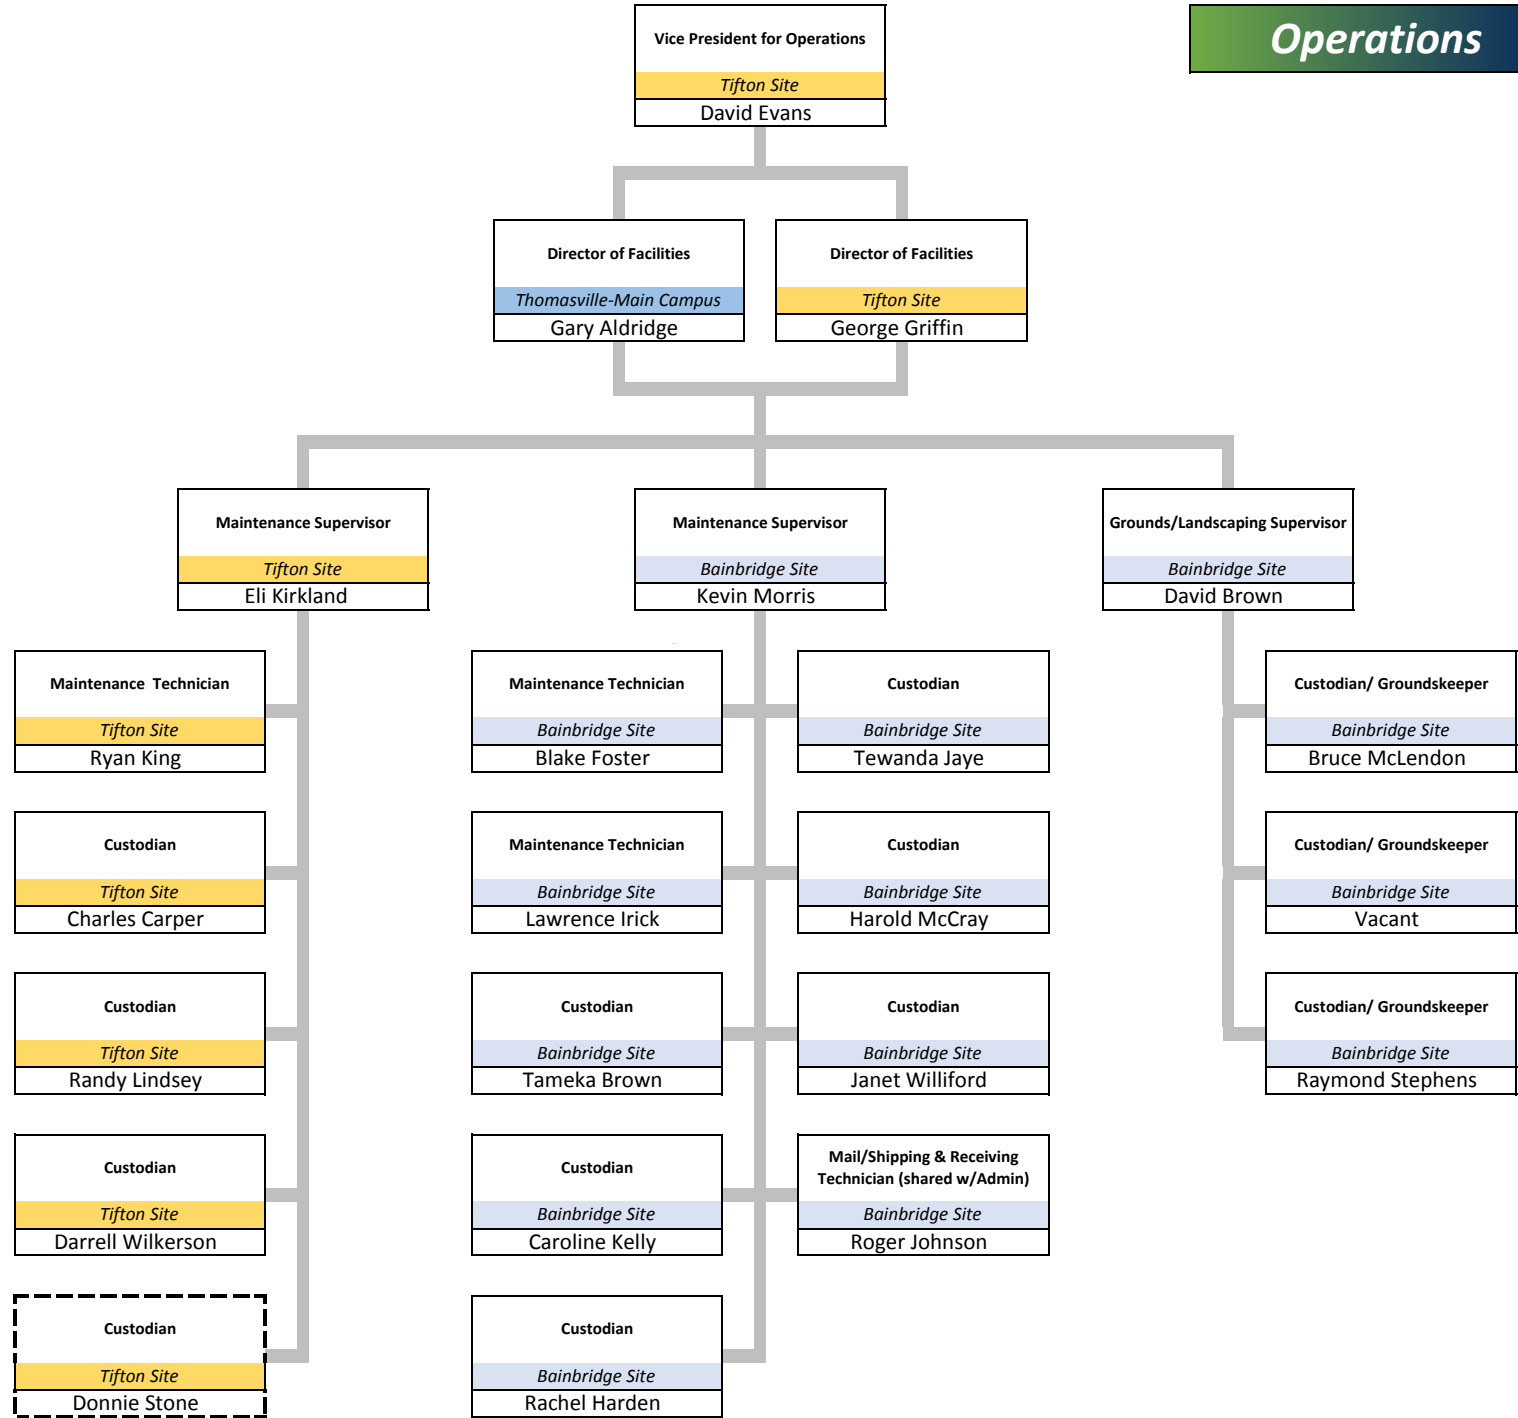 Operations
Vice President for Operations
Tifton Site
David Evans
Director of Facilities
Thomasville-Main Campus
Gary Aldridge
Director of Facilities
Tifton Site
George Griffin
Maintenance Supervisor
Tifton Site
Eli Kirkland
Maintenance Supervisor
Bainbridge Site
Kevin Morris
Grounds/Landscaping Supervisor
Bainbridge Site
David Brown
Maintenance  Technician
Tifton Site
Ryan King
Custodian
Tifton Site
Charles Carper
Custodian
Tifton Site
Randy Lindsey
Custodian
Tifton Site
Darrell Wilkerson
Custodian
Tifton Site
Donnie Stone
Maintenance Technician
Bainbridge Site
Blake Foster
Maintenance Technician
Bainbridge Site
Lawrence Irick
Custodian
Bainbridge Site
Tameka Brown
Custodian
Bainbridge Site
Caroline Kelly
Custodian
Bainbridge Site
Rachel Harden
Custodian
Bainbridge Site
Tewanda Jaye
Custodian
Bainbridge Site
Harold McCray
Custodian
Bainbridge Site
Janet Williford
Mail/Shipping & Receiving
Technician (shared w/Admin)
Bainbridge Site
Roger Johnson
Custodian/ Groundskeeper
Bainbridge Site
Bruce McLendon
Custodian/ Groundskeeper
Bainbridge Site
Vacant
Custodian/ Groundskeeper
Bainbridge Site
Raymond Stephens